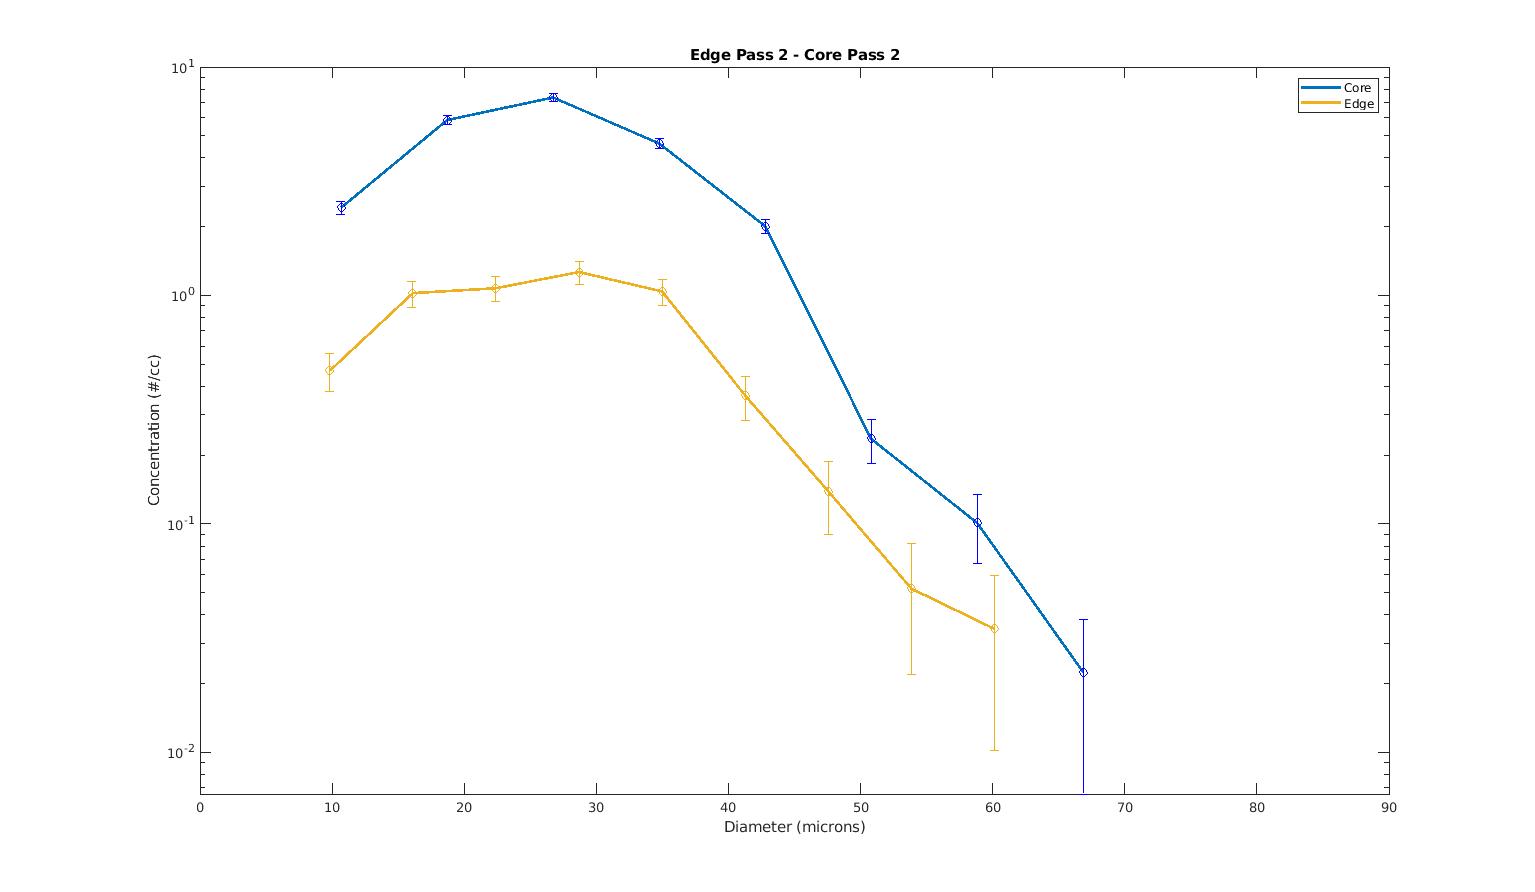 Edge Pass 2 - Core Pass 2
10^1
10^0
10^-1
10^-2
Concentration (#/cc)
Core
Edge
0 10 20 30 40 50 60 70 80 90
Diameter (microns)